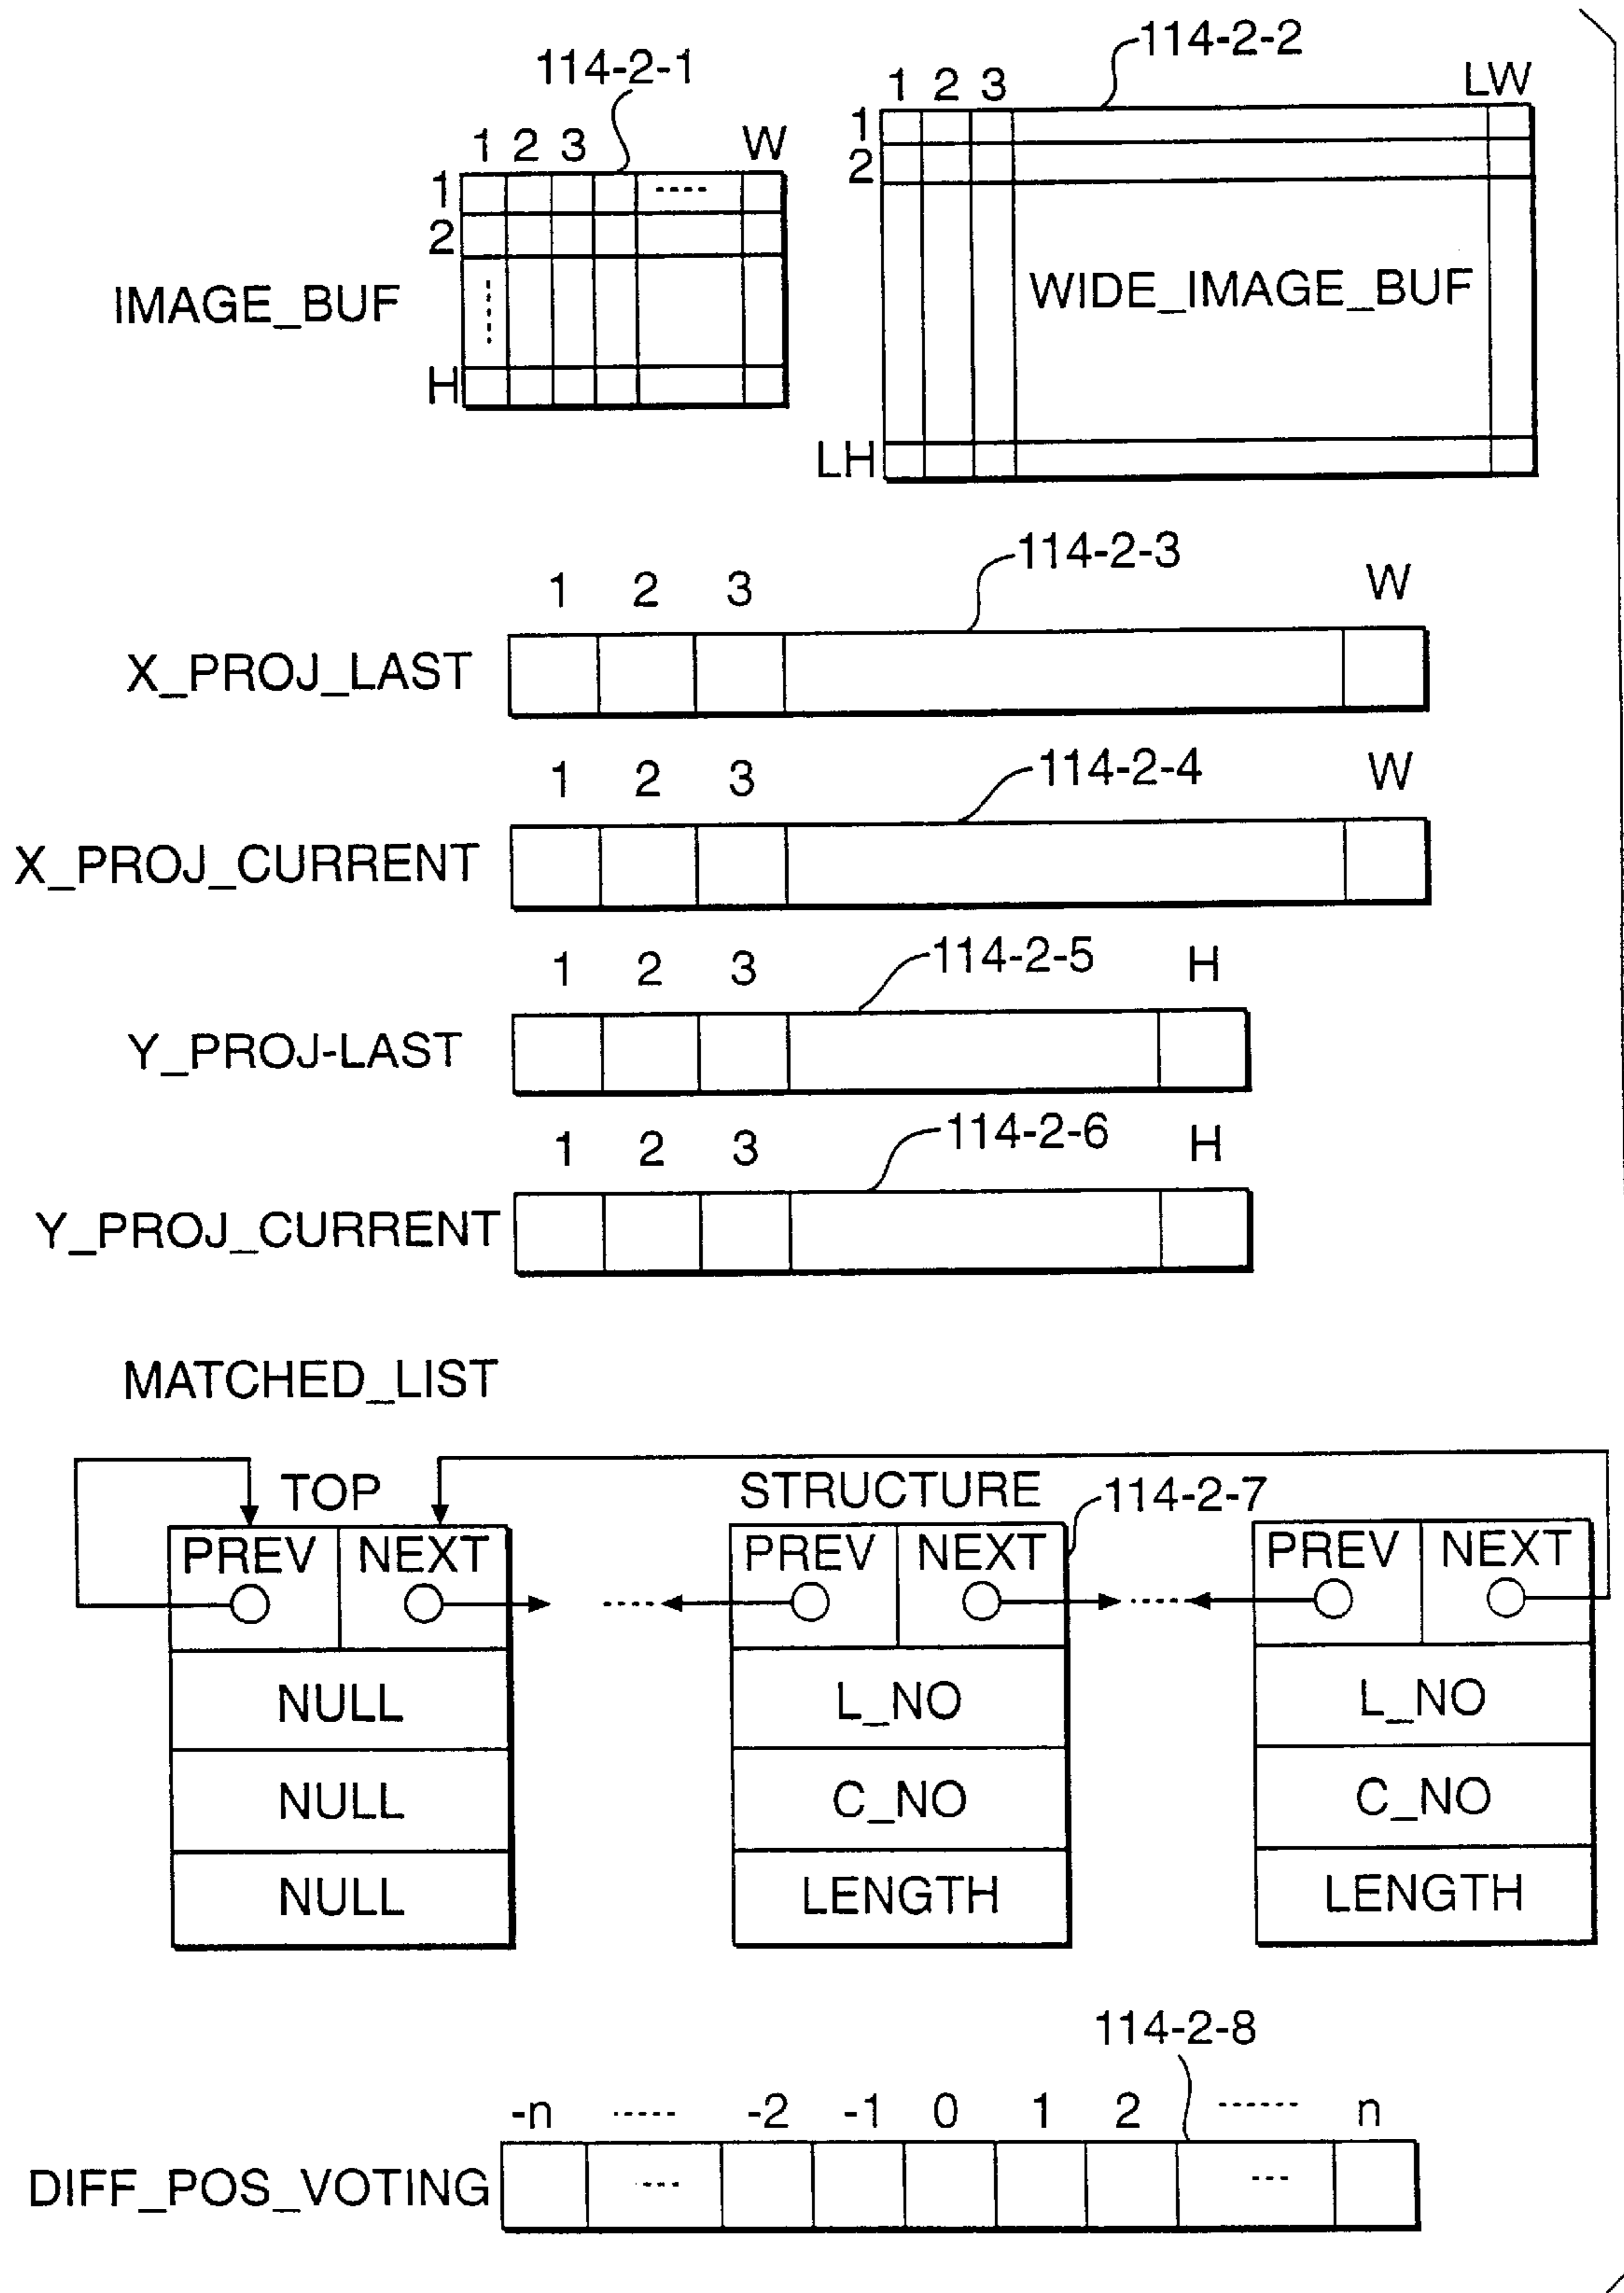 114-2-1
1 2 3 W
1
2
IMAGE_BUF
H
114-2-2
1 2 3 LW
1
2
WIDE_IMAGE_BUF
LH
114-2-3
1 2 3 W
X_PROJ_LAST
114-2-4
1 2 3 W
X_PROJ_CURRENT
114-2-5
1 2 3 H
Y_PROJ-LAST
114-2-6
1 2 3 H
Y_PROJ_CURRENT
MATCHED_LIST
TOP
PREV NEXT
NULL
NULL
NULL
STRUCTURE
114-2-7
PREV NEXT
L_NO
C_NO
LENGTH
PREV NEXT
L_NO
C_NO
LENGTH
114-2-8
-n ····· -2 -1 0 1 2 ······ n
DIFF_POS_VOTING ··· ···